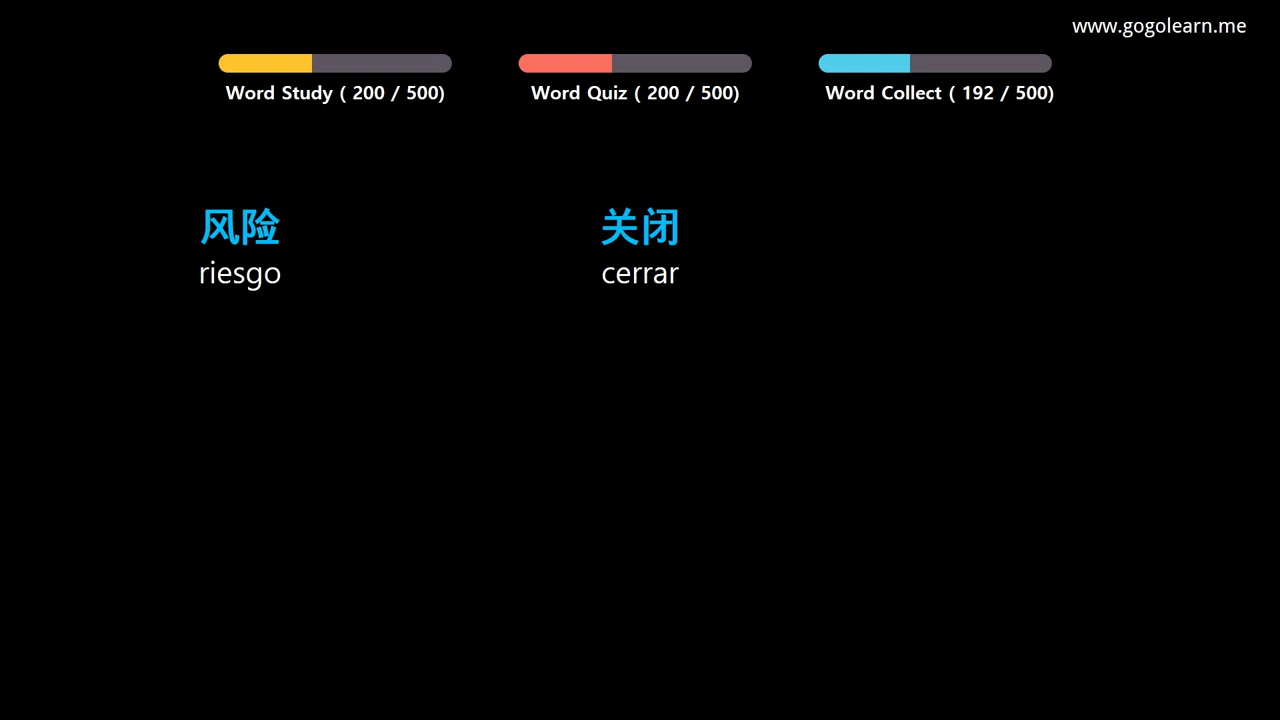 www.gogolearn.me
Word Study ( 200 / 500)
Word Quiz ( 200 / 500)
Word Collect ( 192 / 500)
风险
riesgo
关闭
cerrar